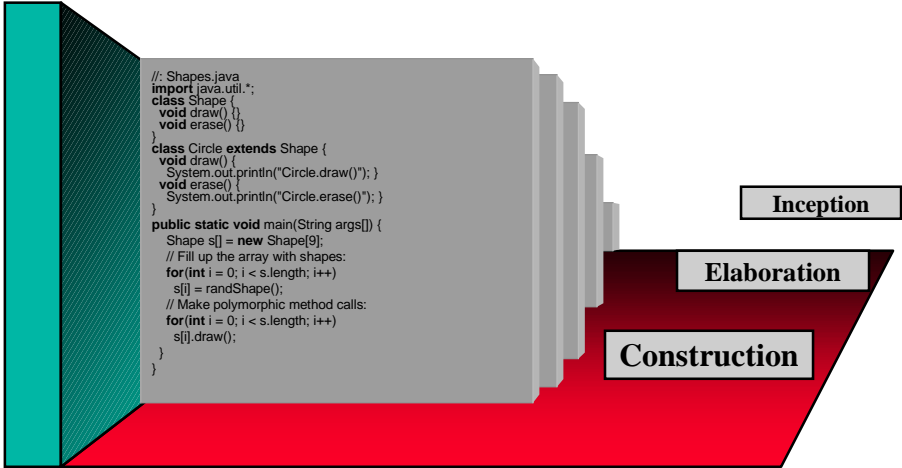 //: Shapes.java
import java.util.*;
class Shape {
void draw() {}
void erase() {}
}
class Circle extends Shape {
void draw() {
System.out.println("Circle.draw()"); }
void erase() {
System.out.println("Circle.erase()"); }
}
public static void main(String args[]) {
Shape s[] = new Shape[9];
// Fill up the array with shapes:
for(int i = 0; i < s.length; i++)
s[i] = randShape();
// Make polymorphic method calls:
for(int i = 0; i < s.length; i++)
s[i].draw();
}
}
Inception
Elaboration
Construction